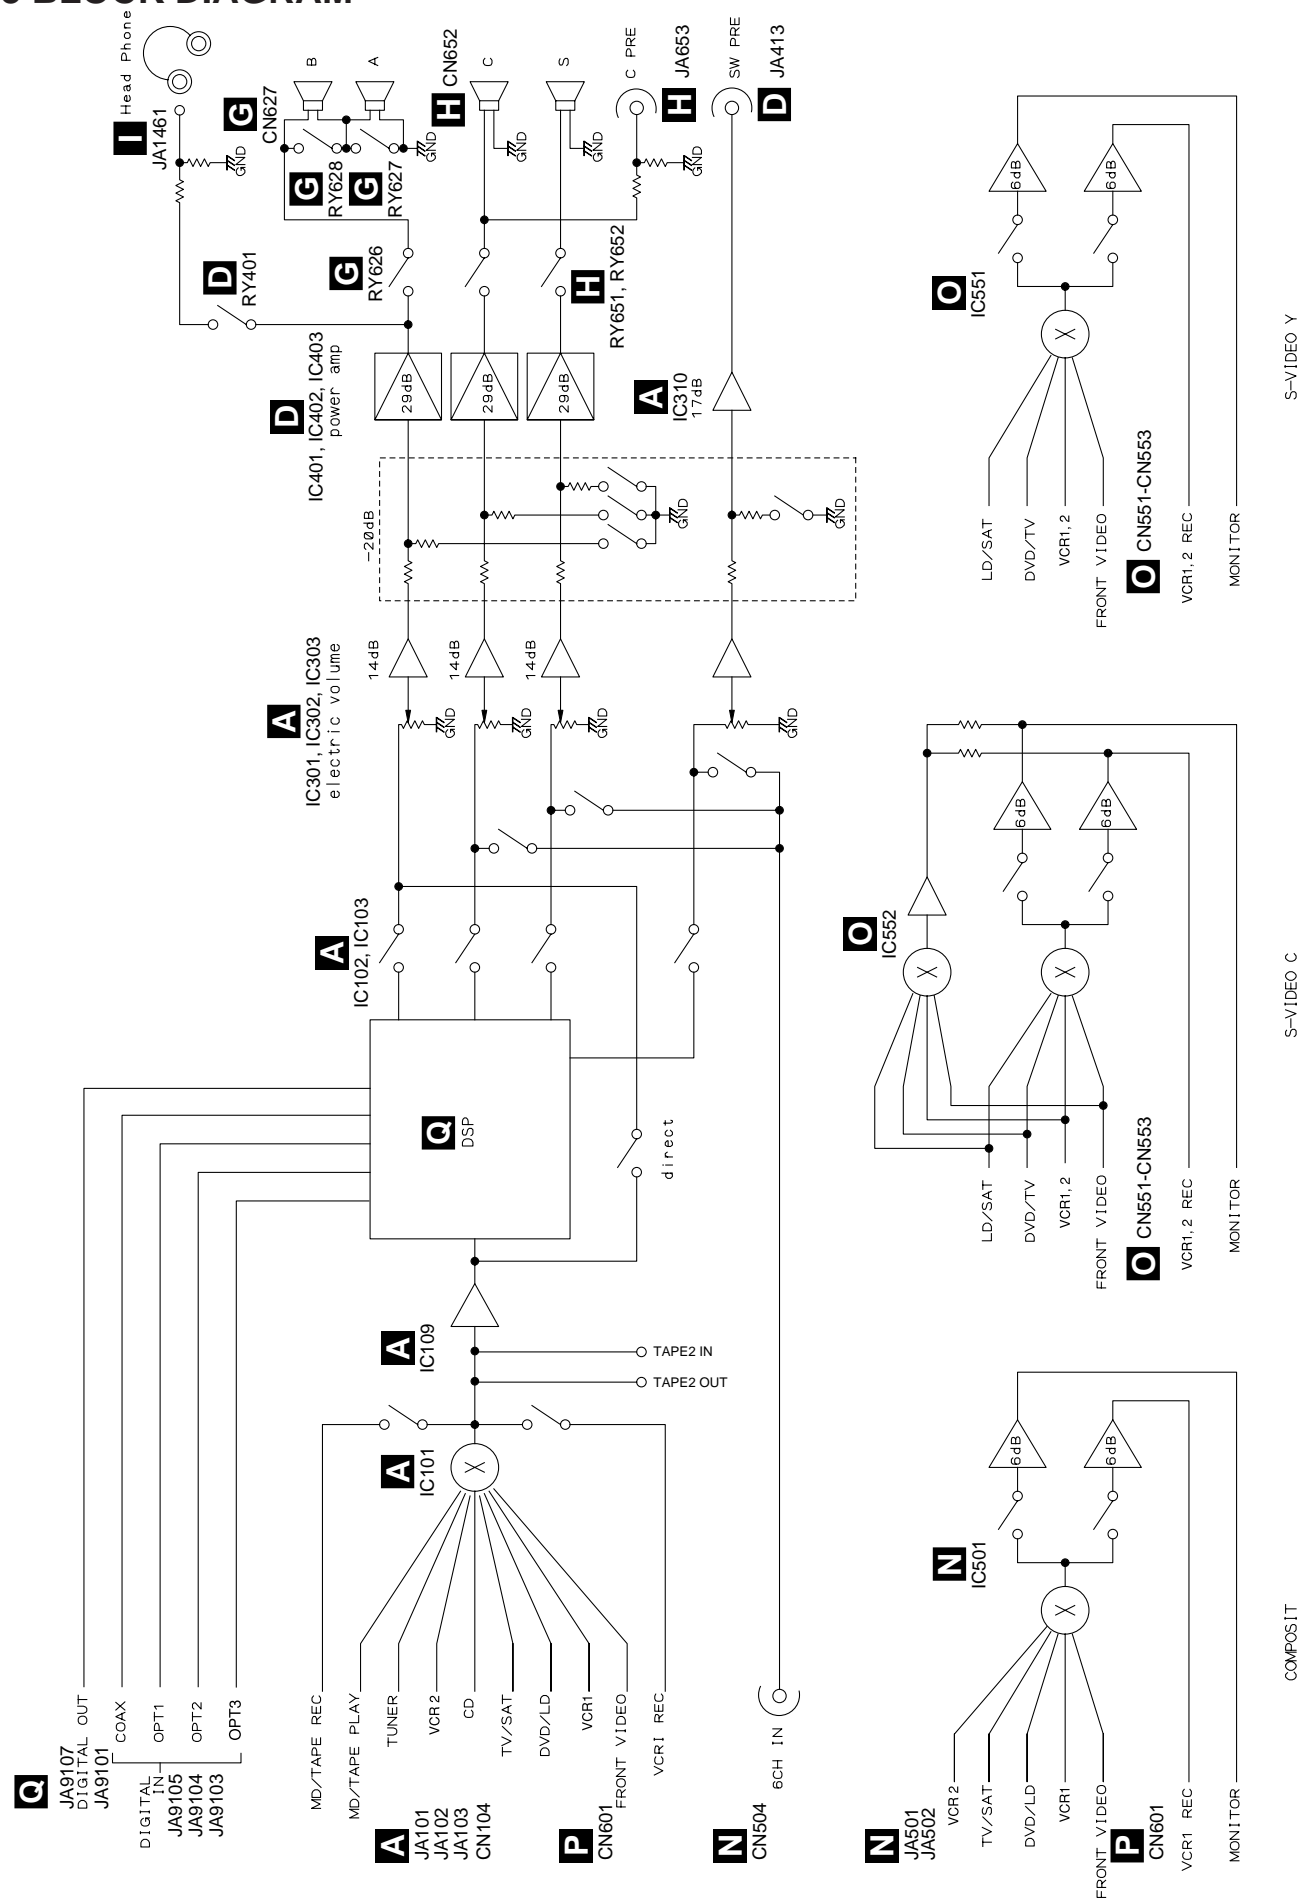 BLOCK DIAGRAM
Q
JA9107
DIGITAL OUT
JA9101
COAX
DIGITAL
IN
OPT1
JA9105
OPT2
JA9104
OPT3
JA9103
Q
DSP
A
IC102, IC103
direct
MD/TAPE REC
MD/TAPE PLAY
TUNER
VCR2
CD
TV/SAT
DVD/LD
VCR1
FRONT VIDEO
VCRI REC
A
JA101
JA102
JA103
CN104
P
CN601
A
IC101
A
IC109
TAPE2 IN
TAPE2 OUT
N
CN504
6CH IN
A
IC301, IC302, IC303
electric volume
14dB
14dB
14dB
GND
GND
GND
GND
-20dB
GND
GND
D
IC401, IC402, IC403
power amp
29dB
29dB
29dB
A
IC310
17dB
D
RY401
G
RY626
H
RY651, RY652
I
Head Phone
JA1461
GND
G
CN627
B
A
G
RY628
G
RY627
GND
H
CN652
C
GND
S
GND
C PRE
H
JA653
GND
SW PRE
D
JA413
N
JA501
JA502
VCR2
TV/SAT
DVD/LD
VCR1
FRONT VIDEO
P
CN601
VCR1 REC
MONITOR
N
IC501
6dB
6dB
COMPOSIT
LD/SAT
DVD/TV
VCR1,2
FRONT VIDEO
O
CN551-CN553
VCR1,2 REC
MONITOR
O
IC552
6dB
6dB
S-VIDEO C
LD/SAT
DVD/TV
VCR1,2
FRONT VIDEO
O
CN551-CN553
VCR1,2 REC
MONITOR
O
IC551
6dB
6dB
S-VIDEO Y